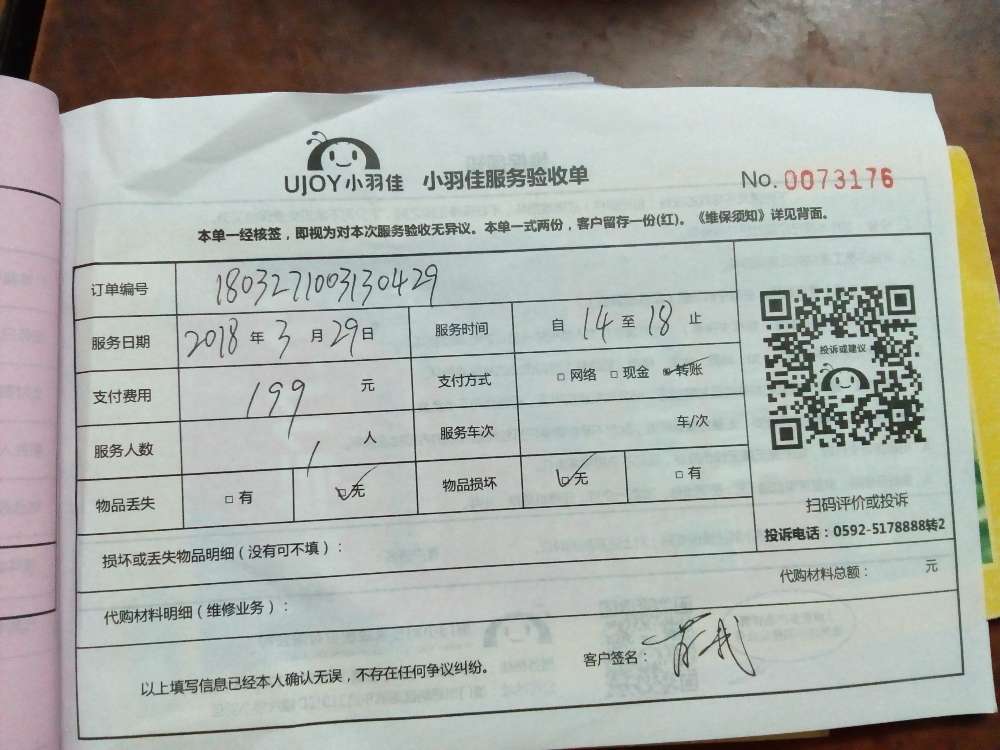 UJOY小羽佳 小羽佳服务验收单 No. 0073176
本单一经核签，即视为对本次服务验收无异议。本单一式两份，客户留存一份(红)。《维保须知》详见背面。
订单编号 1803271003130429
服务日期 2018 年 3 月 29 日 服务时间 自 14 至 18 止
支付费用 199 元 支付方式 □ 网络 □ 现金 ☑ 转账
服务人数 1 人 服务车次 车/次
物品丢失 □ 有 ☑ 无 物品损坏 ☑ 无 □ 有
投诉或建议
扫码评价或投诉
投诉电话：0592-5178888转2
损坏或丢失物品明细（没有可不填）：
代购材料明细（维修业务）： 代购材料总额： 元
以上填写信息已经本人确认无误，不存在任何争议纠纷。 客户签名：